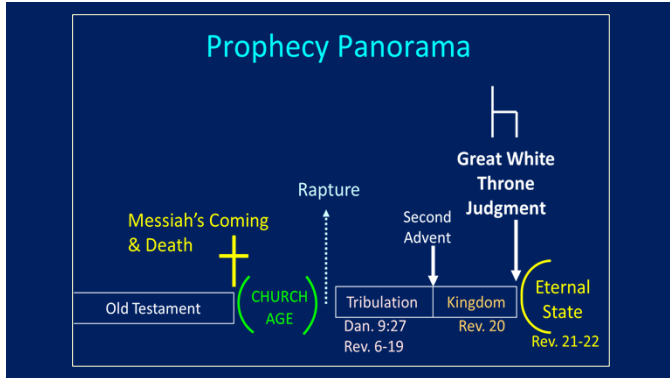 Prophecy Panorama
Great White
Throne
Judgment
Rapture
Second
Advent
Messiah's Coming
& Death
Old Testament
CHURCH
AGE
Tribulation
Kingdom
Eternal
State
Dan. 9:27
Rev. 6-19
Rev. 20
Rev. 21-22